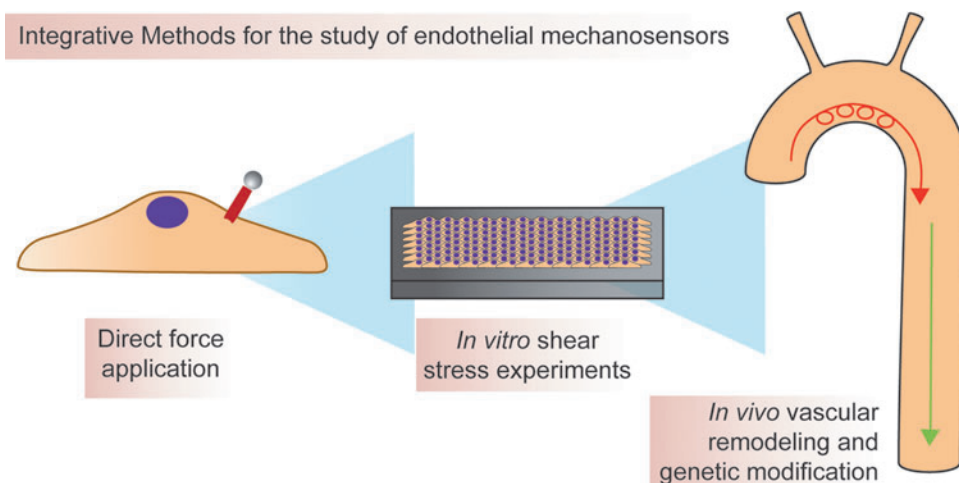 Integrative Methods for the study of endothelial mechanosensors
Direct force
application
In vitro shear
stress experiments
In vivo vascular
remodeling and
genetic modification